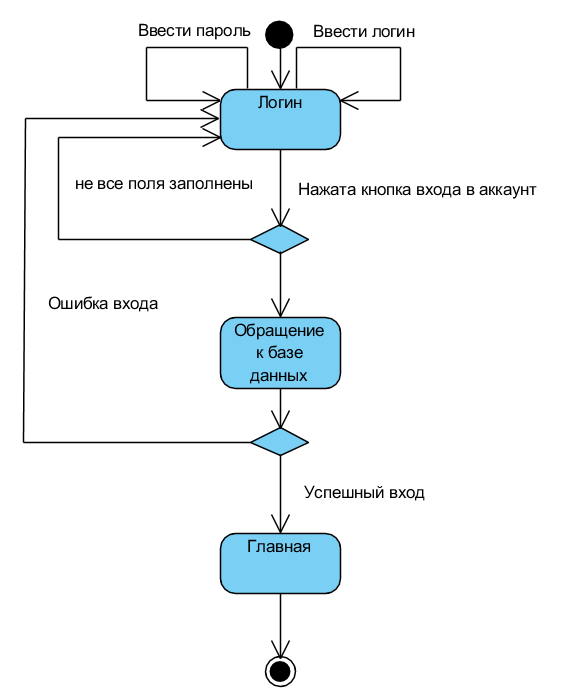 Ввести пароль
Ввести логин
Логин
не все поля заполнены
Нажата кнопка входа в аккаунт
Ошибка входа
Обращение
к базе
данных
Успешный вход
Главная